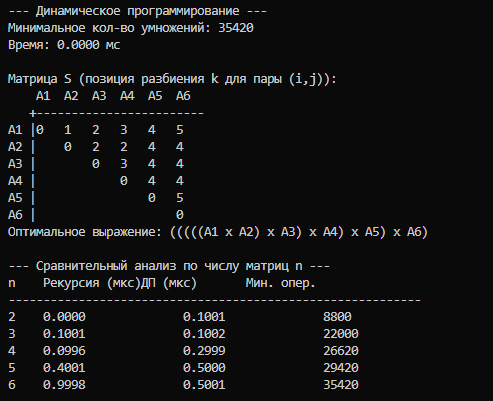 --- Динамическое программирование ---
Минимальное кол-во умножений: 35420
Время: 0.0000 мс
Матрица S (позиция разбиения k для пары (i,j)):
    A1  A2  A3  A4  A5  A6
   +------------------------
A1 |0   1   2   3   4   5
A2 |    0   2   2   4   4
A3 |        0   3   4   4
A4 |            0   4   4
A5 |                0   5
A6 |                    0
Оптимальное выражение: (((((A1 x A2) x A3) x A4) x A5) x A6)
--- Сравнительный анализ по числу матриц n ---
n    Рекурсия (мкс)ДП (мкс)       Мин. опер.
-----------------------------------------------------------
2    0.0000              0.1001              8800
3    0.1001              0.1002              22000
4    0.0996              0.2999              26620
5    0.4001              0.5000              29420
6    0.9998              0.5001              35420